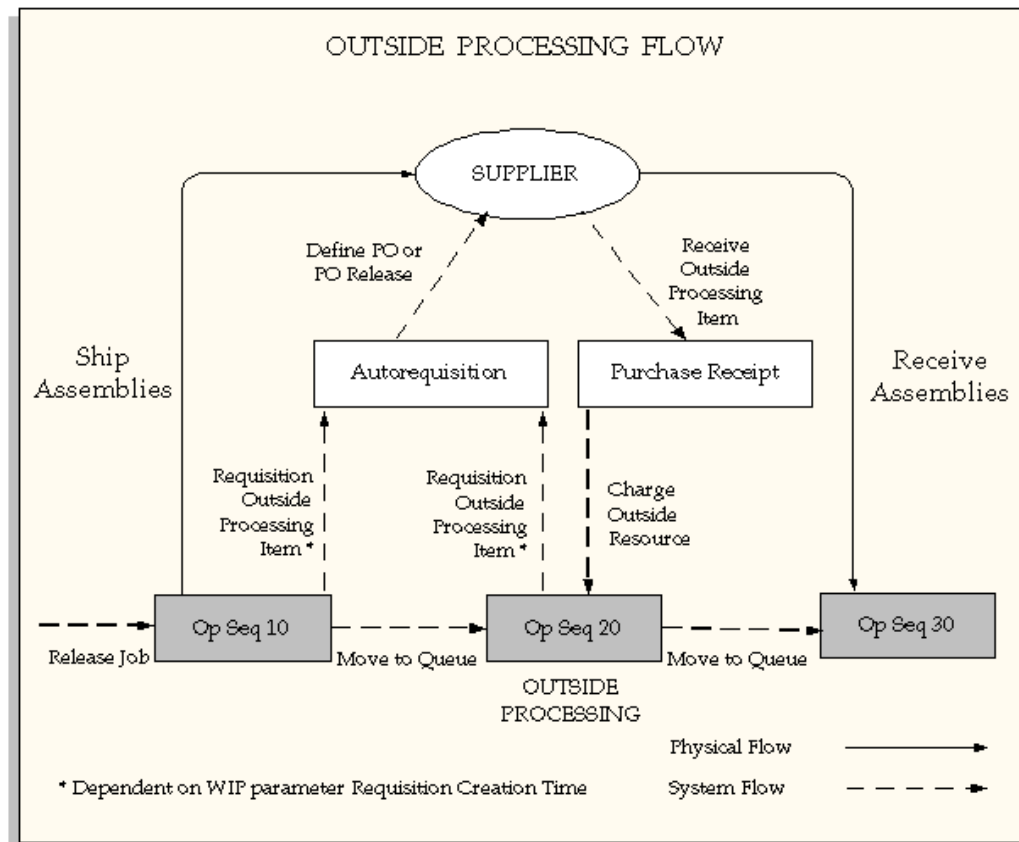 OUTSIDE PROCESSING FLOW
SUPPLIER
Define PO or
PO Release
Receive
Outside
Processing
Item
Ship
Assemblies
Autorequisition
Purchase Receipt
Receive
Assemblies
Requisition
Outside
Processing
Item *
Requisition
Outside
Processing
Item *
Charge
Outside
Resource
Op Seq 10
Op Seq 20
Op Seq 30
Release Job
Move to Queue
Move to Queue
OUTSIDE
PROCESSING
Physical Flow
* Dependent on WIP parameter Requisition Creation Time
System Flow